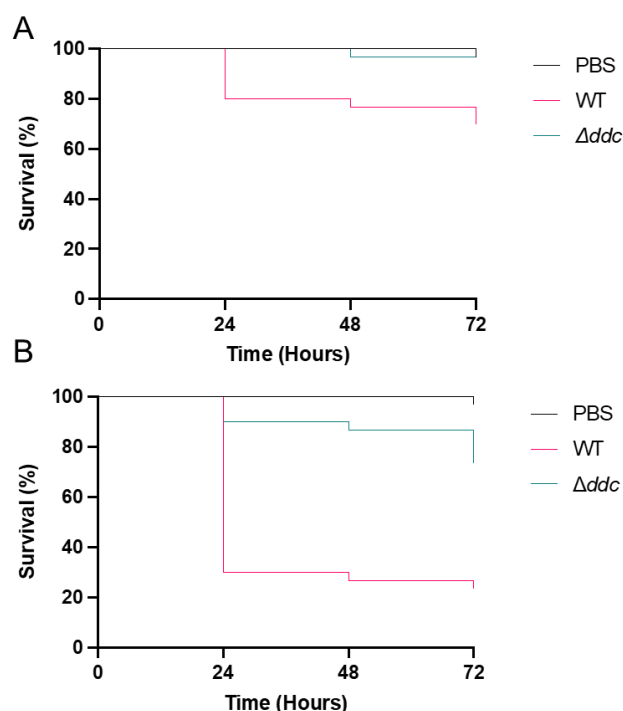 A
100
80
60
40
20
0
Survival (%)
0 24 48 72
Time (Hours)
PBS
WT
Δddc
B
100
80
60
40
20
0
Survival (%)
0 24 48 72
Time (Hours)
PBS
WT
Δddc